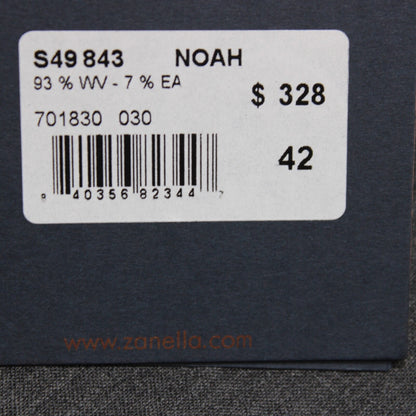 S49 843 NOAH
93 % WV - 7 % EA
$ 328
701830 030
42
9 40356 82344 7
www.zanella.com